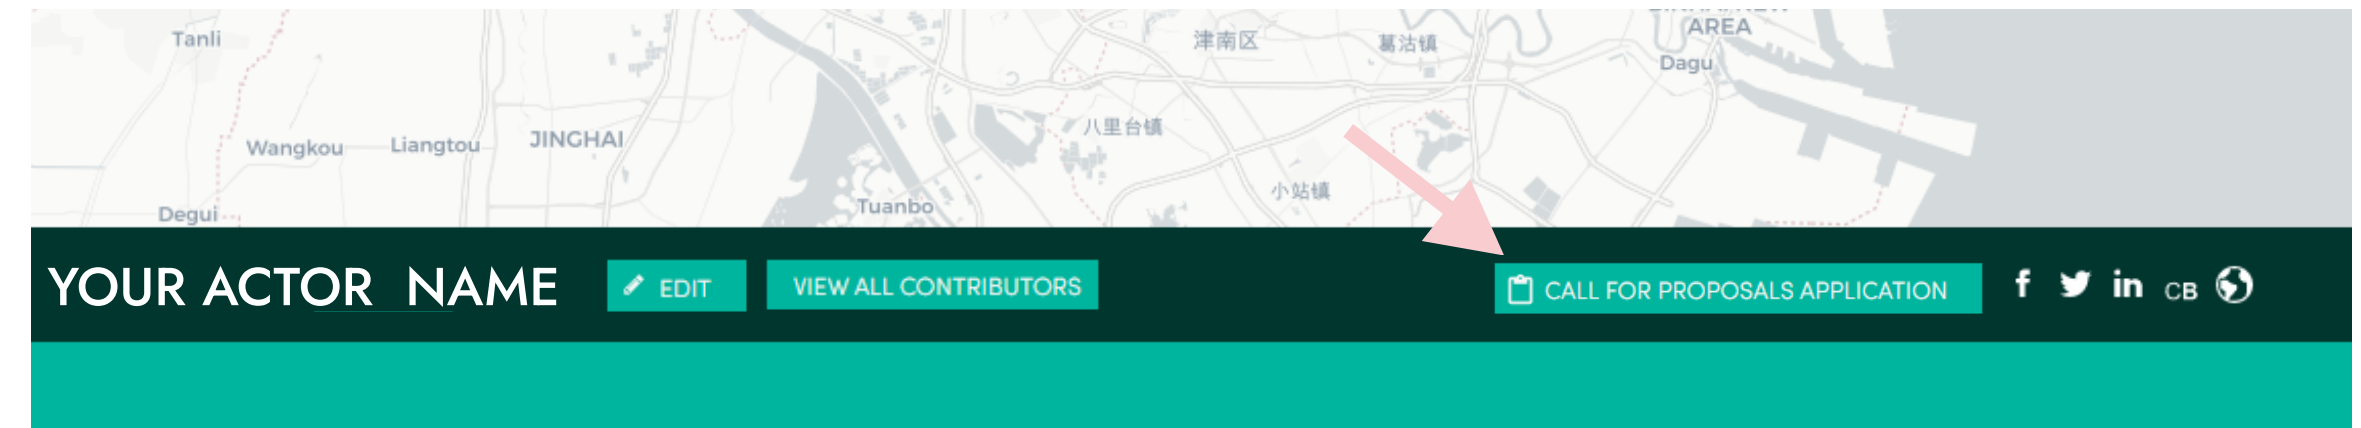 AREA
Tanli
津南区
葛沽镇
Dagu
八里台镇
JINGHAI
Wangkou
Liangtou
小站镇
Tuanbo
Degui
YOUR ACTOR NAME
EDIT
VIEW ALL CONTRIBUTORS
CALL FOR PROPOSALS APPLICATION
f
in
CB